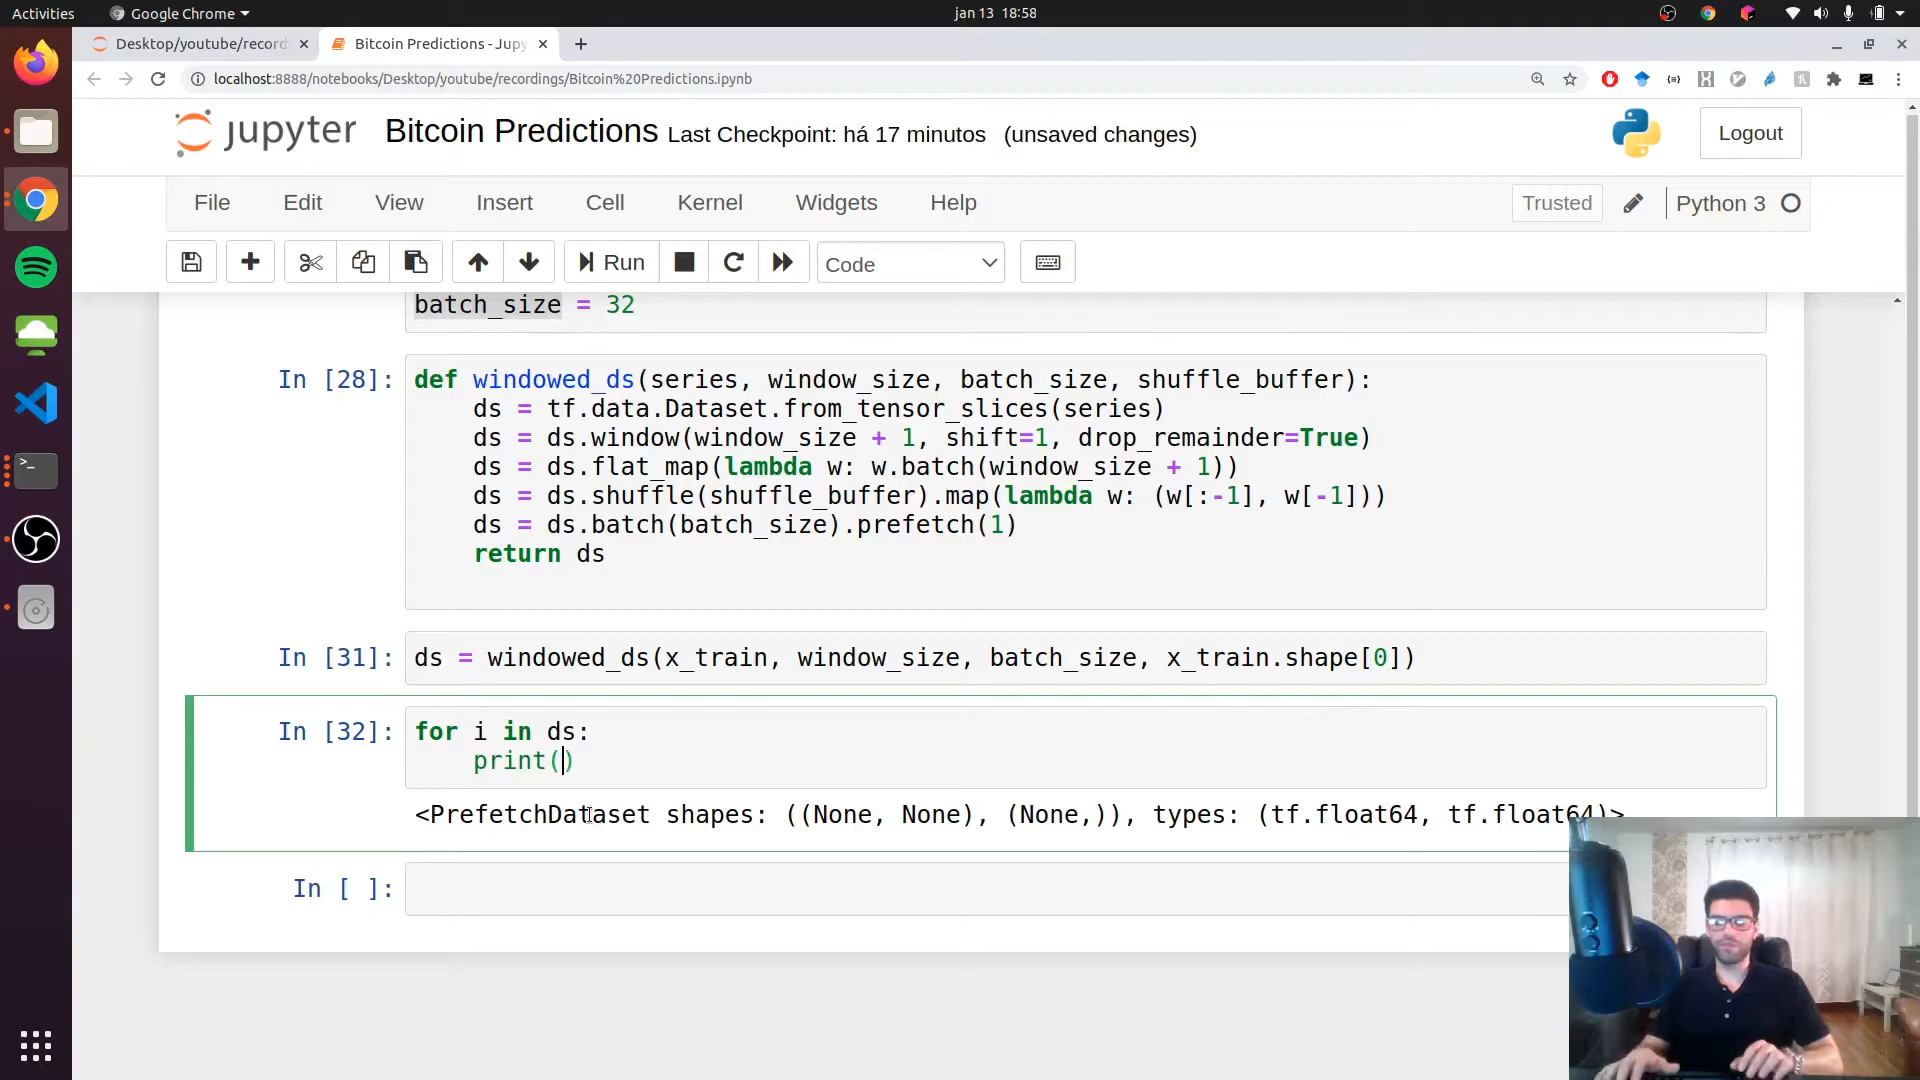 Activities
Google Chrome
jan 13 18:58
Desktop/youtube/record
Bitcoin Predictions - Jupy
localhost:8888/notebooks/Desktop/youtube/recordings/Bitcoin%20Predictions.ipynb
jupyter
Bitcoin Predictions Last Checkpoint: há 17 minutos (unsaved changes)
Logout
File Edit View Insert Cell Kernel Widgets Help
Trusted
Python 3
Run
Code
batch_size = 32
In [28]:
def windowed_ds(series, window_size, batch_size, shuffle_buffer):
ds = tf.data.Dataset.from_tensor_slices(series)
ds = ds.window(window_size + 1, shift=1, drop_remainder=True)
ds = ds.flat_map(lambda w: w.batch(window_size + 1))
ds = ds.shuffle(shuffle_buffer).map(lambda w: (w[:-1], w[-1]))
ds = ds.batch(batch_size).prefetch(1)
return ds
In [31]:
ds = windowed_ds(x_train, window_size, batch_size, x_train.shape[0])
In [32]:
for i in ds:
print()
<PrefetchDataset shapes: ((None, None), (None,)), types: (tf.float64, tf.float64)>
In [ ]: